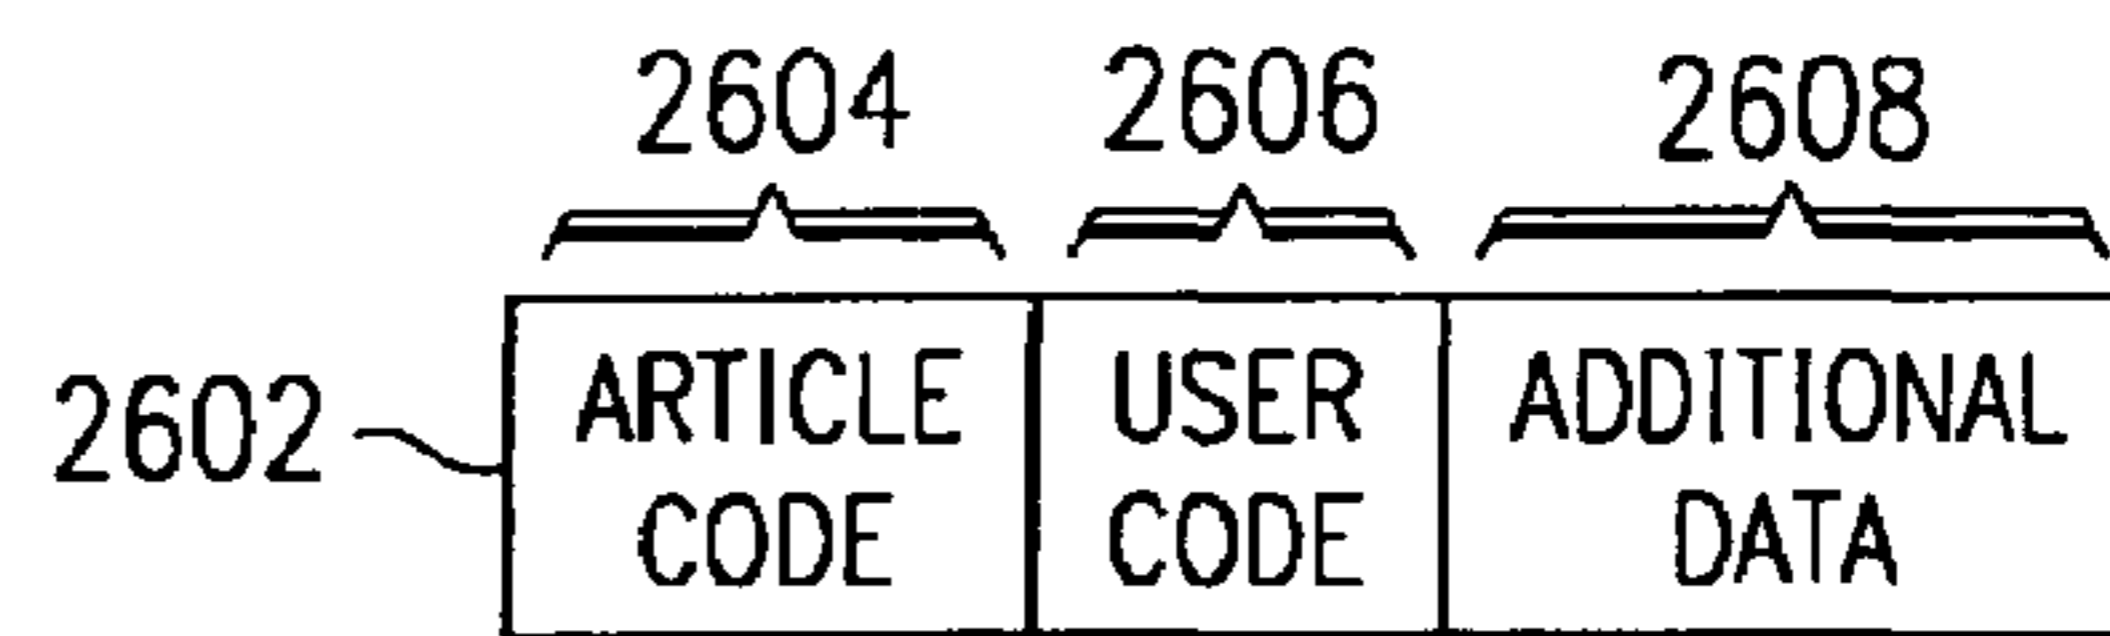 2604 2606 2608
2602 ARTICLE CODE USER CODE ADDITIONAL DATA